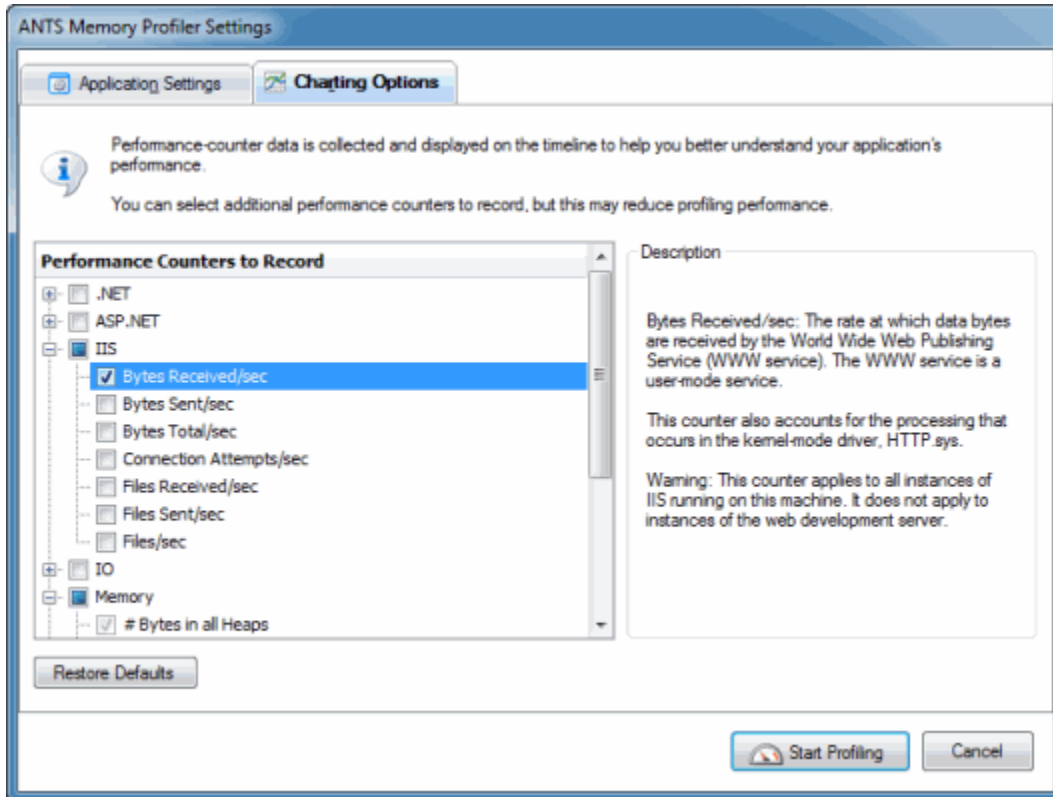 ANTS Memory Profiler Settings
Application Settings
Charting Options
Performance-counter data is collected and displayed on the timeline to help you better understand your application's
performance.
You can select additional performance counters to record, but this may reduce profiling performance.
Performance Counters to Record
.NET
ASP.NET
IIS
Bytes Received/sec
Bytes Sent/sec
Bytes Total/sec
Connection Attempts/sec
Files Received/sec
Files Sent/sec
Files/sec
IO
Memory
# Bytes in all Heaps
Description
Bytes Received/sec: The rate at which data bytes
are received by the World Wide Web Publishing
Service (WWW service). The WWW service is a
user-mode service.
This counter also accounts for the processing that
occurs in the kernel-mode driver, HTTP.sys.
Warning: This counter applies to all instances of
IIS running on this machine. It does not apply to
instances of the web development server.
Restore Defaults
Start Profiling
Cancel